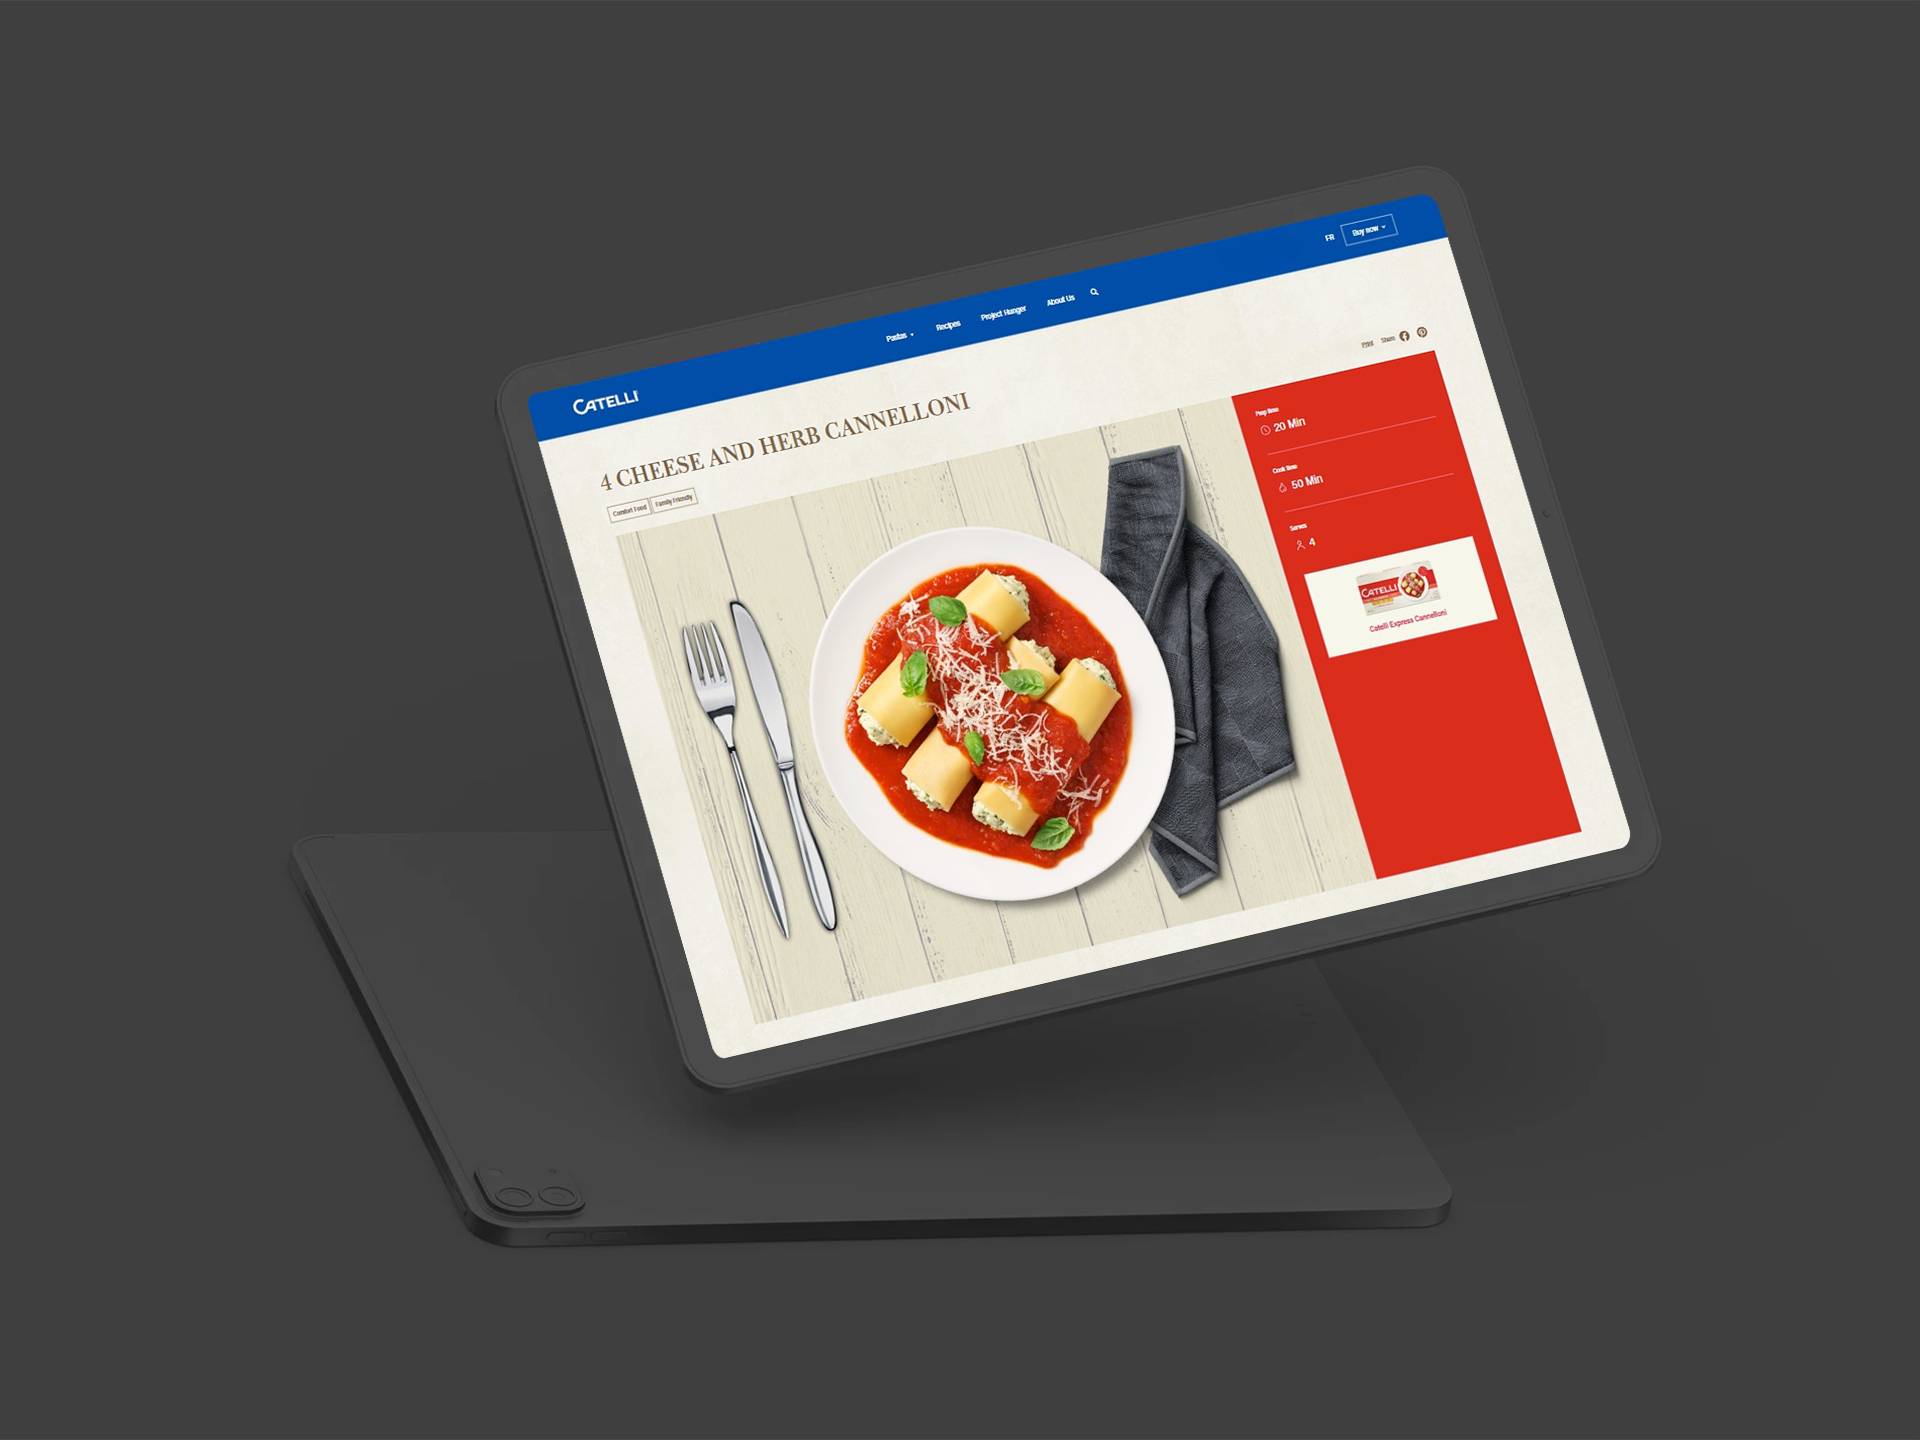 CATELLI
Pastas
Recipes
Project Hunger
About Us
FR
Buy now
4 CHEESE AND HERB CANNELLONI
Comfort Food
Family Friendly
Print
Share
Prep time
20 Min
Cook time
50 Min
Serves
4
CATELLI
Catelli Express Cannelloni